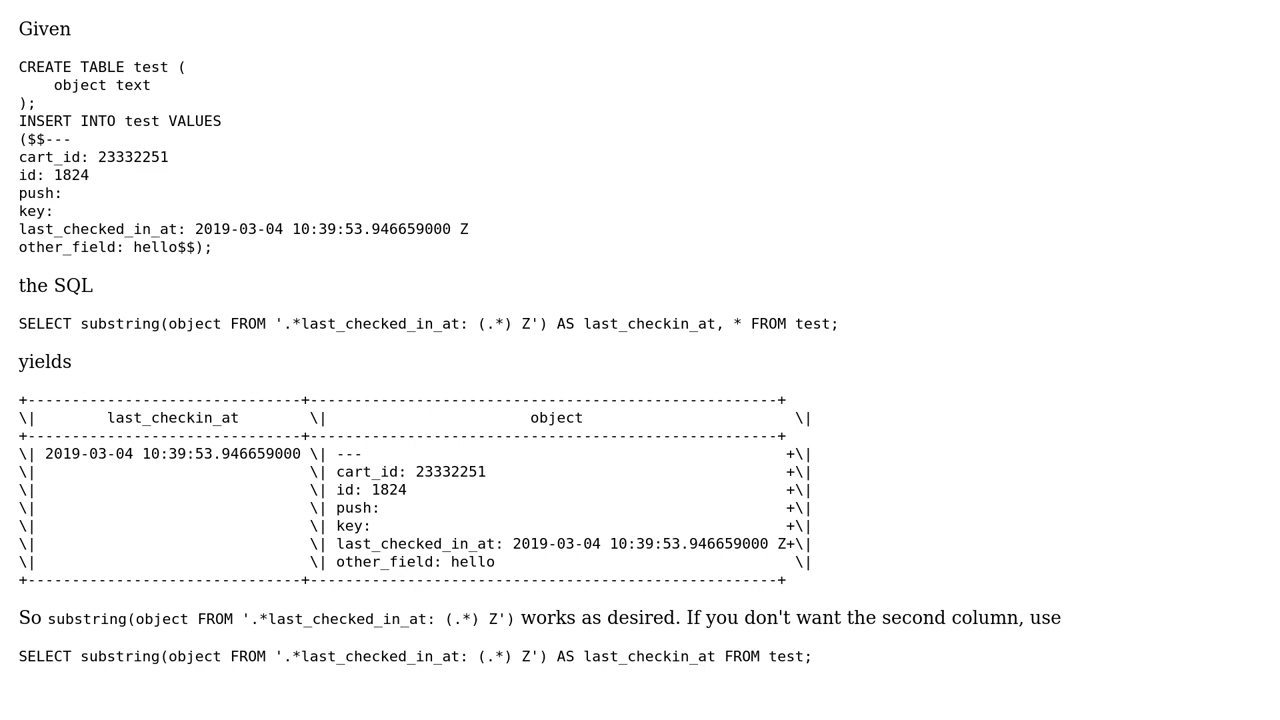 Given
CREATE TABLE test (
    object text
);
INSERT INTO test VALUES
($$---
cart_id: 23332251
id: 1824
push:
key:
last_checked_in_at: 2019-03-04 10:39:53.946659000 Z
other_field: hello$$);
the SQL
SELECT substring(object FROM '.*last_checked_in_at: (.*) Z') AS last_checkin_at, * FROM test;
yields
+-------------------------------+-----------------------------------------------------+
\|        last_checkin_at        \|                       object                        \|
+-------------------------------+-----------------------------------------------------+
\| 2019-03-04 10:39:53.946659000 \| ---                                                +\|
\|                               \| cart_id: 23332251                                  +\|
\|                               \| id: 1824                                           +\|
\|                               \| push:                                              +\|
\|                               \| key:                                               +\|
\|                               \| last_checked_in_at: 2019-03-04 10:39:53.946659000 Z+\|
\|                               \| other_field: hello                                  \|
+-------------------------------+-----------------------------------------------------+
So substring(object FROM '.*last_checked_in_at: (.*) Z') works as desired. If you don't want the second column, use
SELECT substring(object FROM '.*last_checked_in_at: (.*) Z') AS last_checkin_at FROM test;